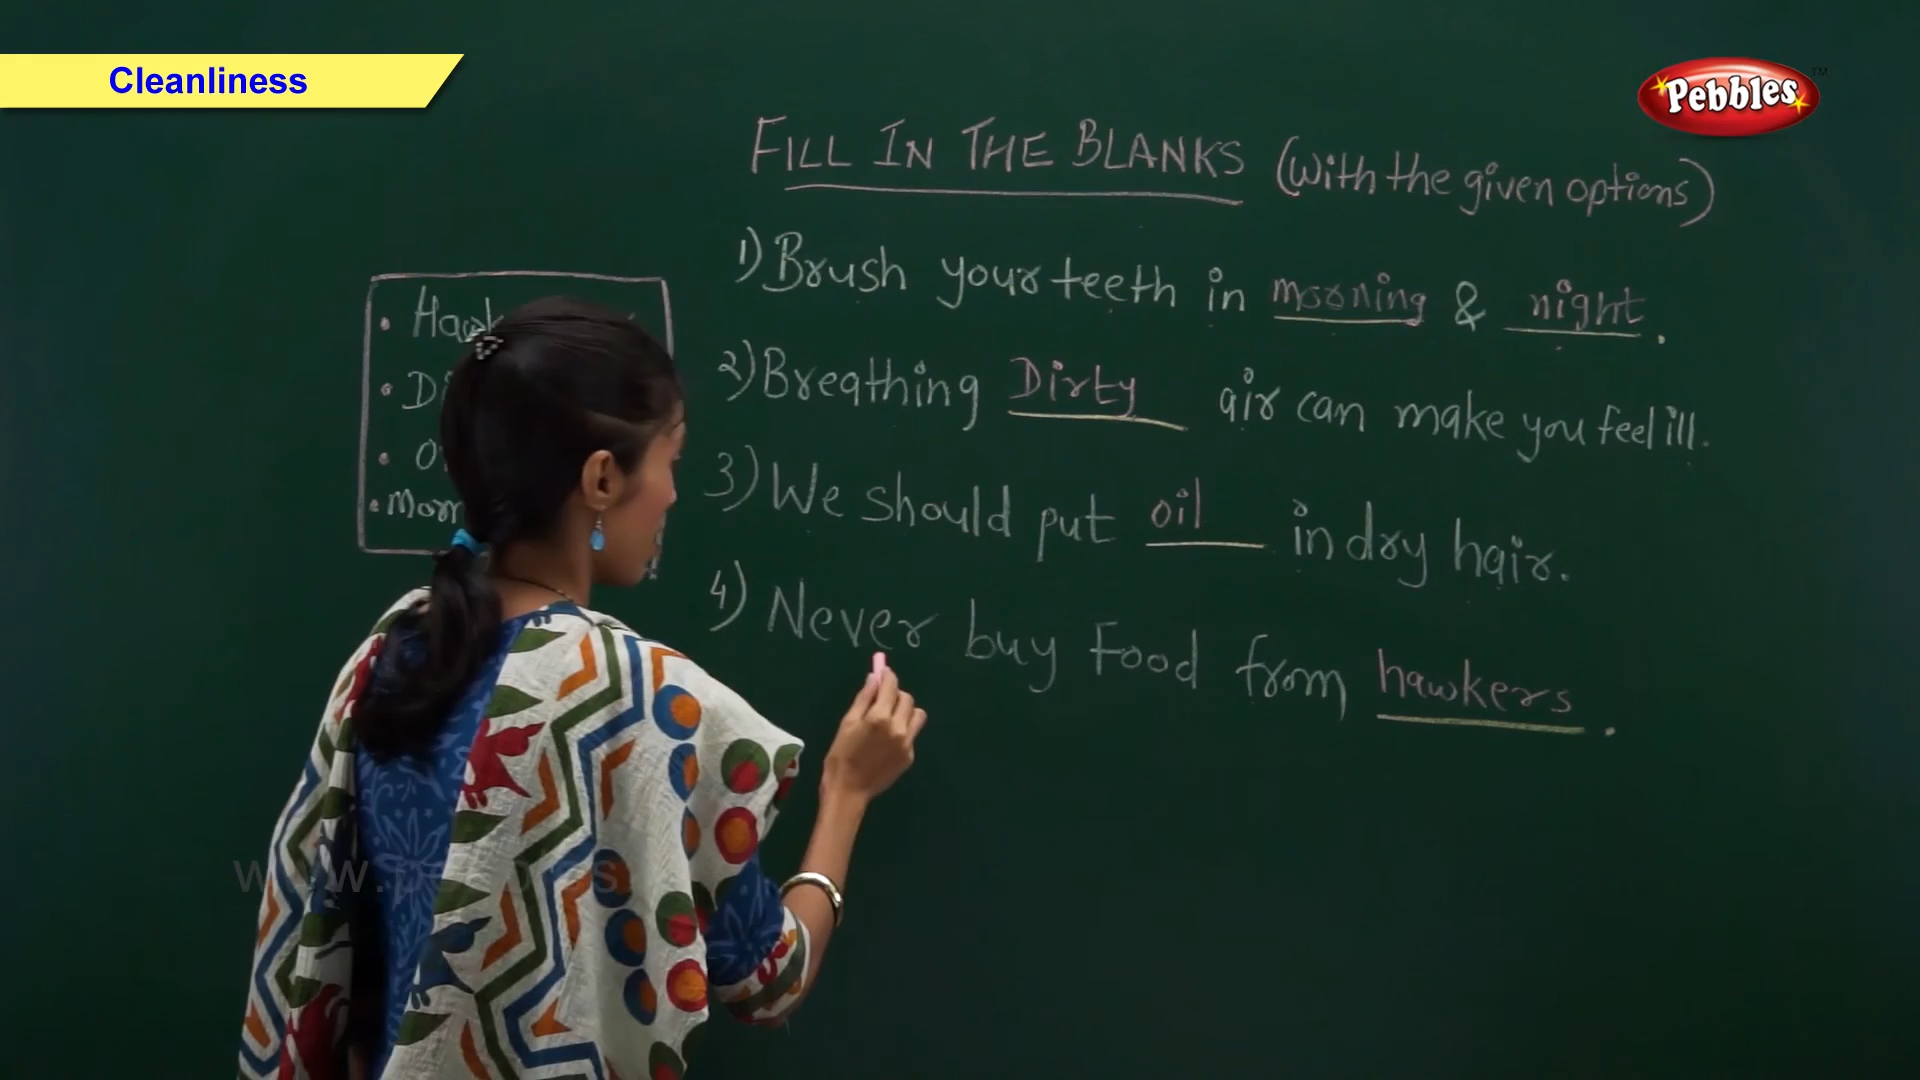 Cleanliness
Pebbles
TM
FILL IN THE BLANKS (With the given options)
1) Brush your teeth in morning & night.
2) Breathing Dirty air can make you feel ill.
3) We should put oil in dry hair.
4) Never buy Food from hawkers.